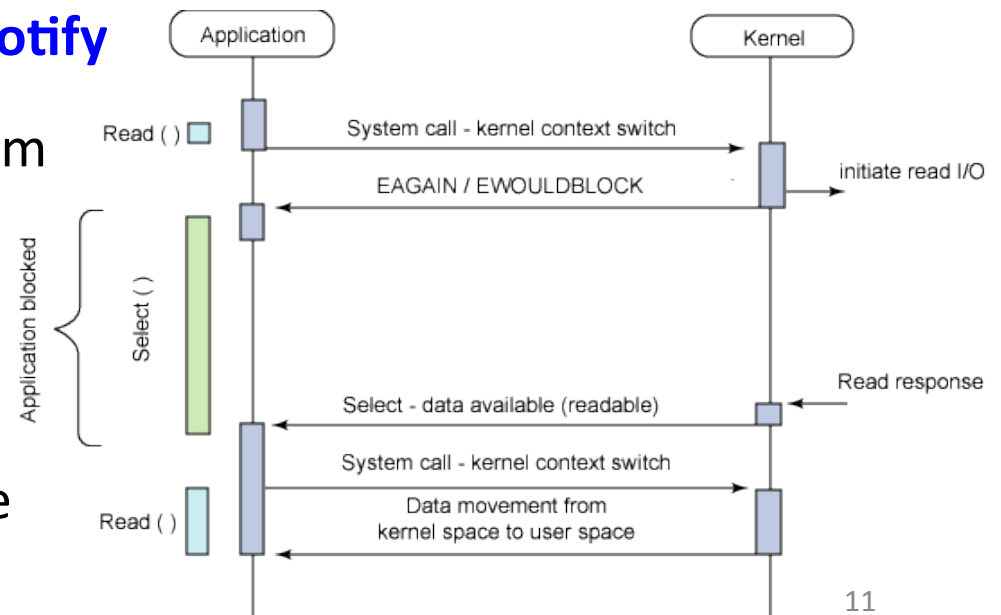 otify
m
e
Application
Kernel
Read ( )
System call - kernel context switch
initiate read I/O
EAGAIN / EWOULDBLOCK
Application blocked
Select ( )
Read response
Select - data available (readable)
System call - kernel context switch
Read ( )
Data movement from
kernel space to user space
11